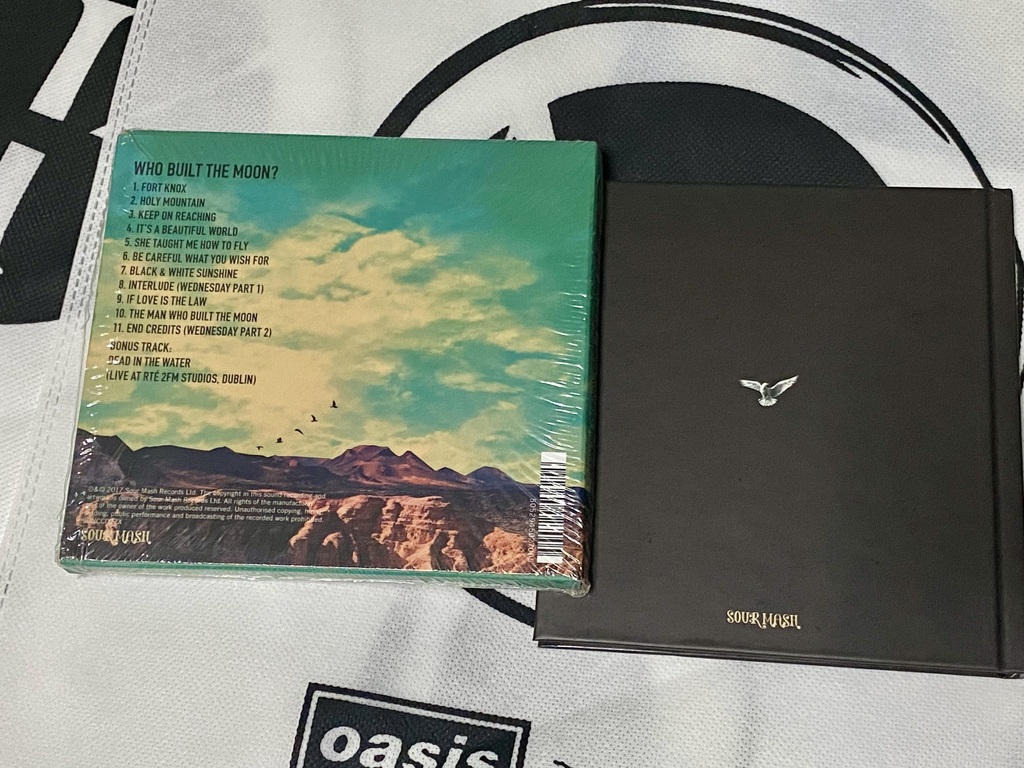 WHO BUILT THE MOON?
1. FORT KNOX
2. HOLY MOUNTAIN
3. KEEP ON REACHING
4. IT'S A BEAUTIFUL WORLD
5. SHE TAUGHT ME HOW TO FLY
6. BE CAREFUL WHAT YOU WISH FOR
7. BLACK & WHITE SUNSHINE
8. INTERLUDE (WEDNESDAY PART 1)
9. IF LOVE IS THE LAW
10. THE MAN WHO BUILT THE MOON
11. END CREDITS (WEDNESDAY PART 2)
BONUS TRACK:
DEAD IN THE WATER
(LIVE AT RTÉ 2FM STUDIOS, DUBLIN)
℗&© 2017 Sour Mash Records Ltd. The copyright in this sound recording and
artwork is owned by Sour Mash Records Ltd. All rights of the manufacturer
of the owner of the work produced reserved. Unauthorised copying,
public performance and broadcasting of the recorded work prohibited.
SOUR MASH
SOUR MASH
oasis